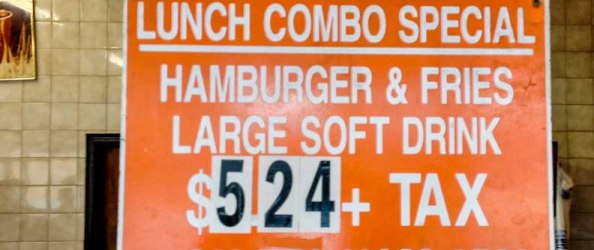 LUNCH COMBO SPECIAL
HAMBURGER & FRIES
LARGE SOFT DRINK
$5.24 + TAX